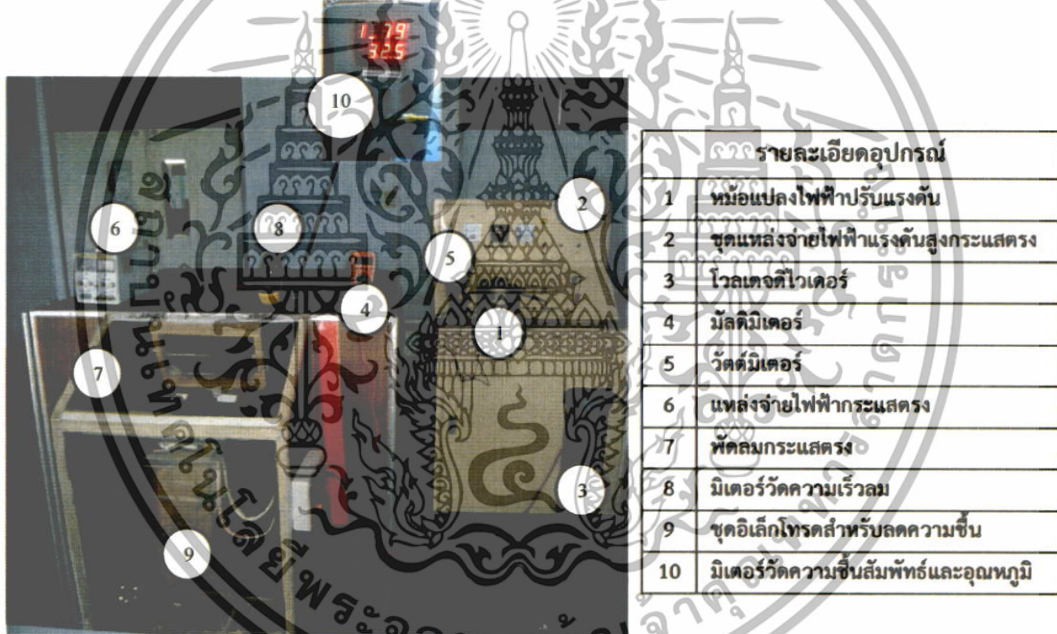 10
6
8
2
5
4
1
7
3
9
รายละเอียดอุปกรณ์
1 หม้อแปลงไฟฟ้าปรับแรงดัน
2 ชุดแหล่งจ่ายไฟฟ้าแรงดันสูงกระแสตรง
3 โวลเตจดิไวเดอร์
4 มัลติมิเตอร์
5 วัตต์มิเตอร์
6 แหล่งจ่ายไฟฟ้ากระแสตรง
7 พัดลมกระแสตรง
8 มิเตอร์วัดความเร็วลม
9 ชุดอิเล็กโทรดสำหรับลดความชื้น
10 มิเตอร์วัดความชื้นสัมพัทธ์และอุณหภูมิ